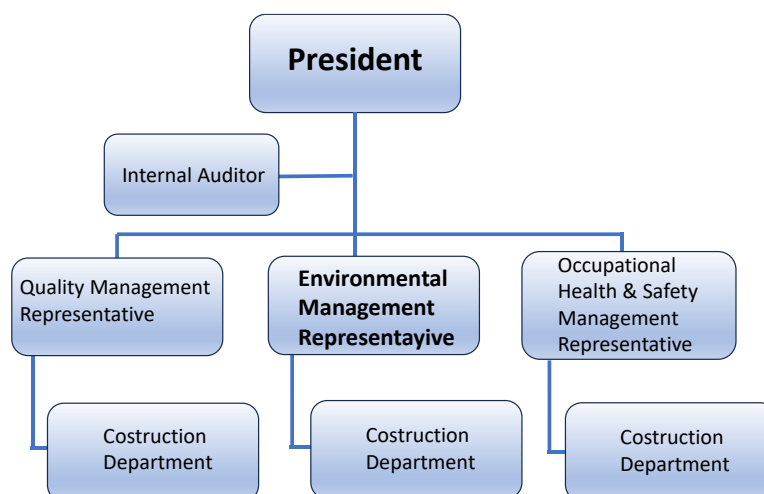 President
Internal Auditor
Quality Management
Representative
Environmental
Management
Representayive
Occupational
Health & Safety
Management
Representative
Costruction
Department
Costruction
Department
Costruction
Department